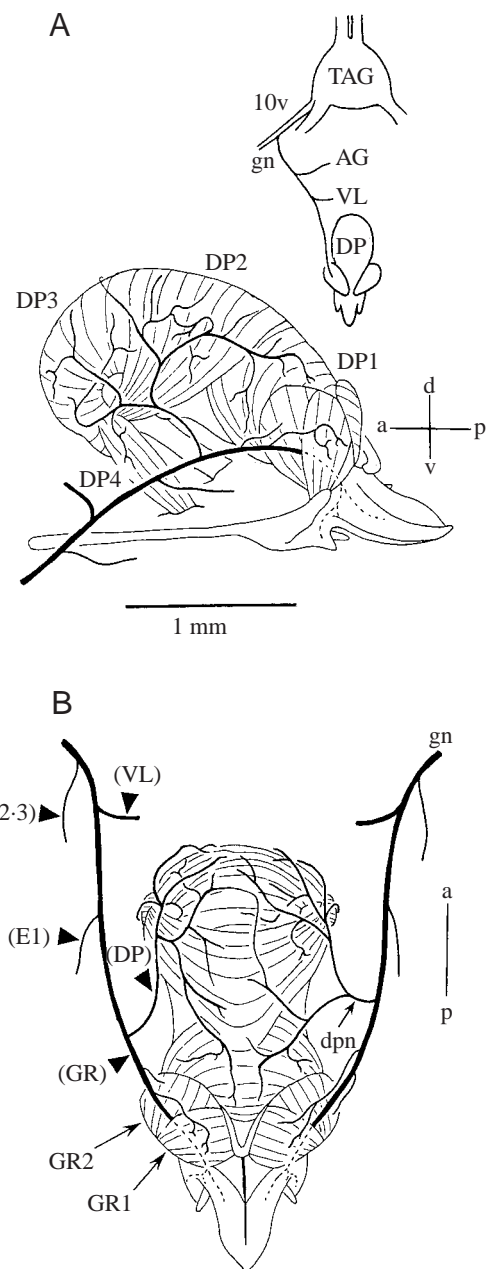 A
TAG
10v
gn
AG
VL
DP
DP2
DP3
DP1
d
a
p
v
DP4
1 mm
B
gn
(VL)
2·3)
a
(E1)
(DP)
p
dpn
(GR)
GR2
GR1